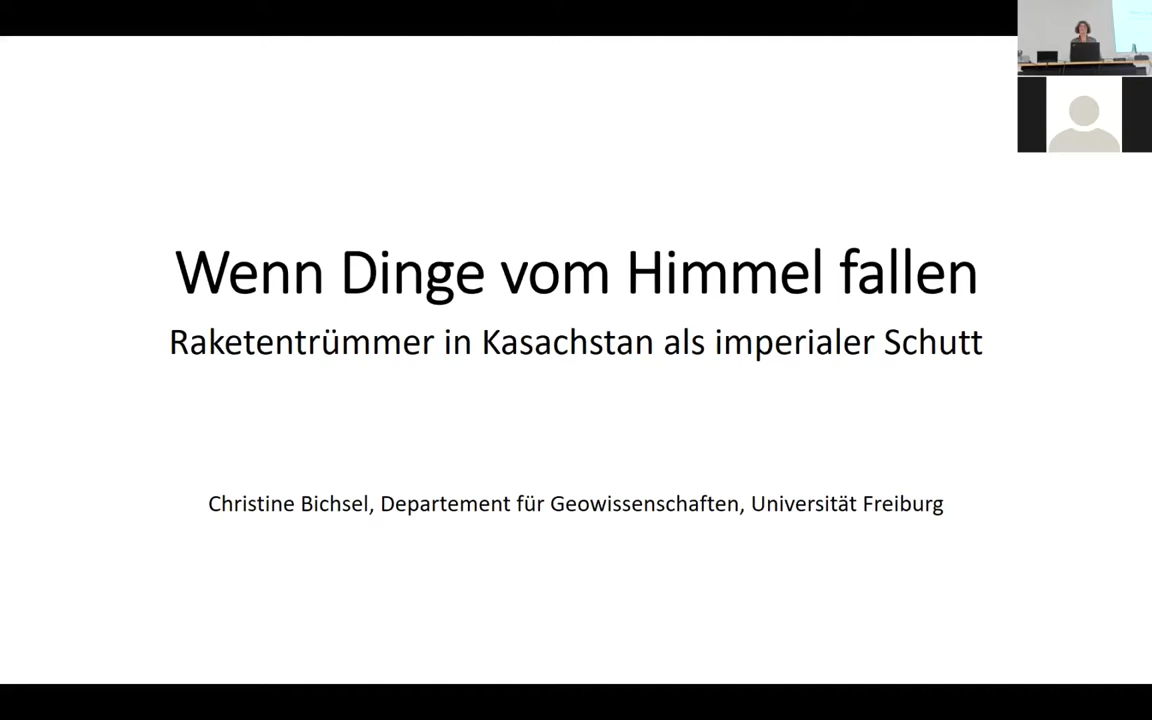 Wenn Dinge vom Himmel fallen
Raketentrümmer in Kasachstan als imperialer Schutt
Christine Bichsel, Departement für Geowissenschaften, Universität Freiburg